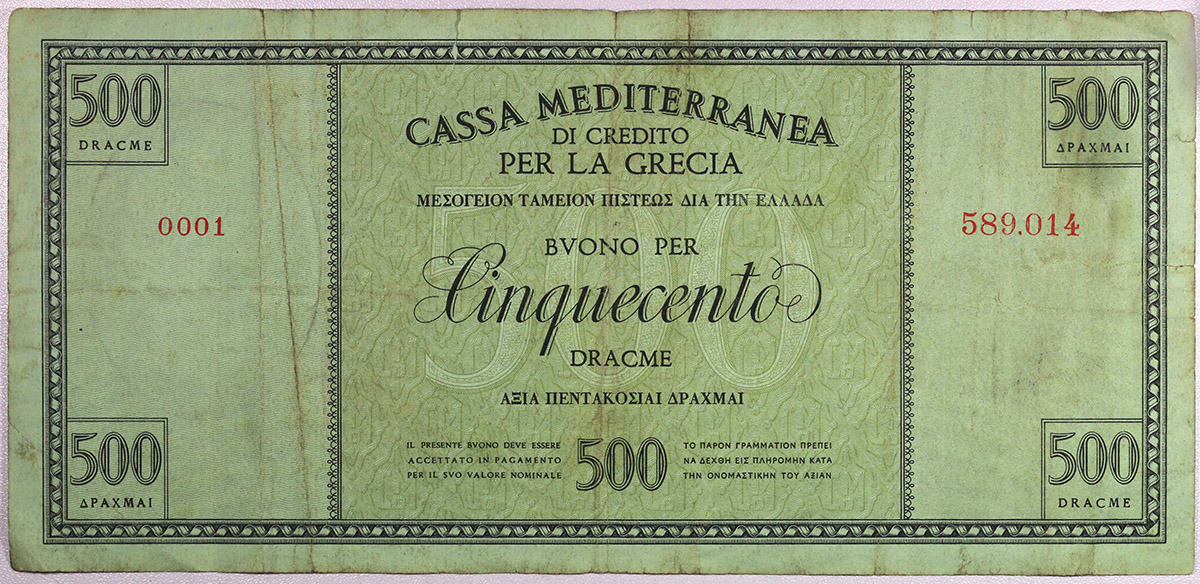 500
DRACME
500
ΔΡΑΧΜΑΙ
CASSA MEDITERRANEA
DI CREDITO
PER LA GRECIA
ΜΕΣΟΓΕΙΟΝ ΤΑΜΕΙΟΝ ΠΙΣΤΕΩΣ ΔΙΑ ΤΗΝ ΕΛΛΑΔΑ
0001
589.014
500
BVONO PER
Cinquecento
DRACME
ΑΞΙΑ ΠΕΝΤΑΚΟΣΙΑΙ ΔΡΑΧΜΑΙ
IL PRESENTE BVONO DEVE ESSERE
ACCETTATO IN PAGAMENTO
PER IL SVO VALORE NOMINALE
500
ΤΟ ΠΑΡΟΝ ΓΡΑΜΜΑΤΙΟΝ ΠΡΕΠΕΙ
ΝΑ ΔΕΧΘΗ ΕΙΣ ΠΛΗΡΟΜΗΝ ΚΑΤΑ
ΤΗΝ ΟΝΟΜΑΣΤΙΚΗΝ ΤΟΥ ΑΞΙΑΝ
500
ΔΡΑΧΜΑΙ
500
DRACME